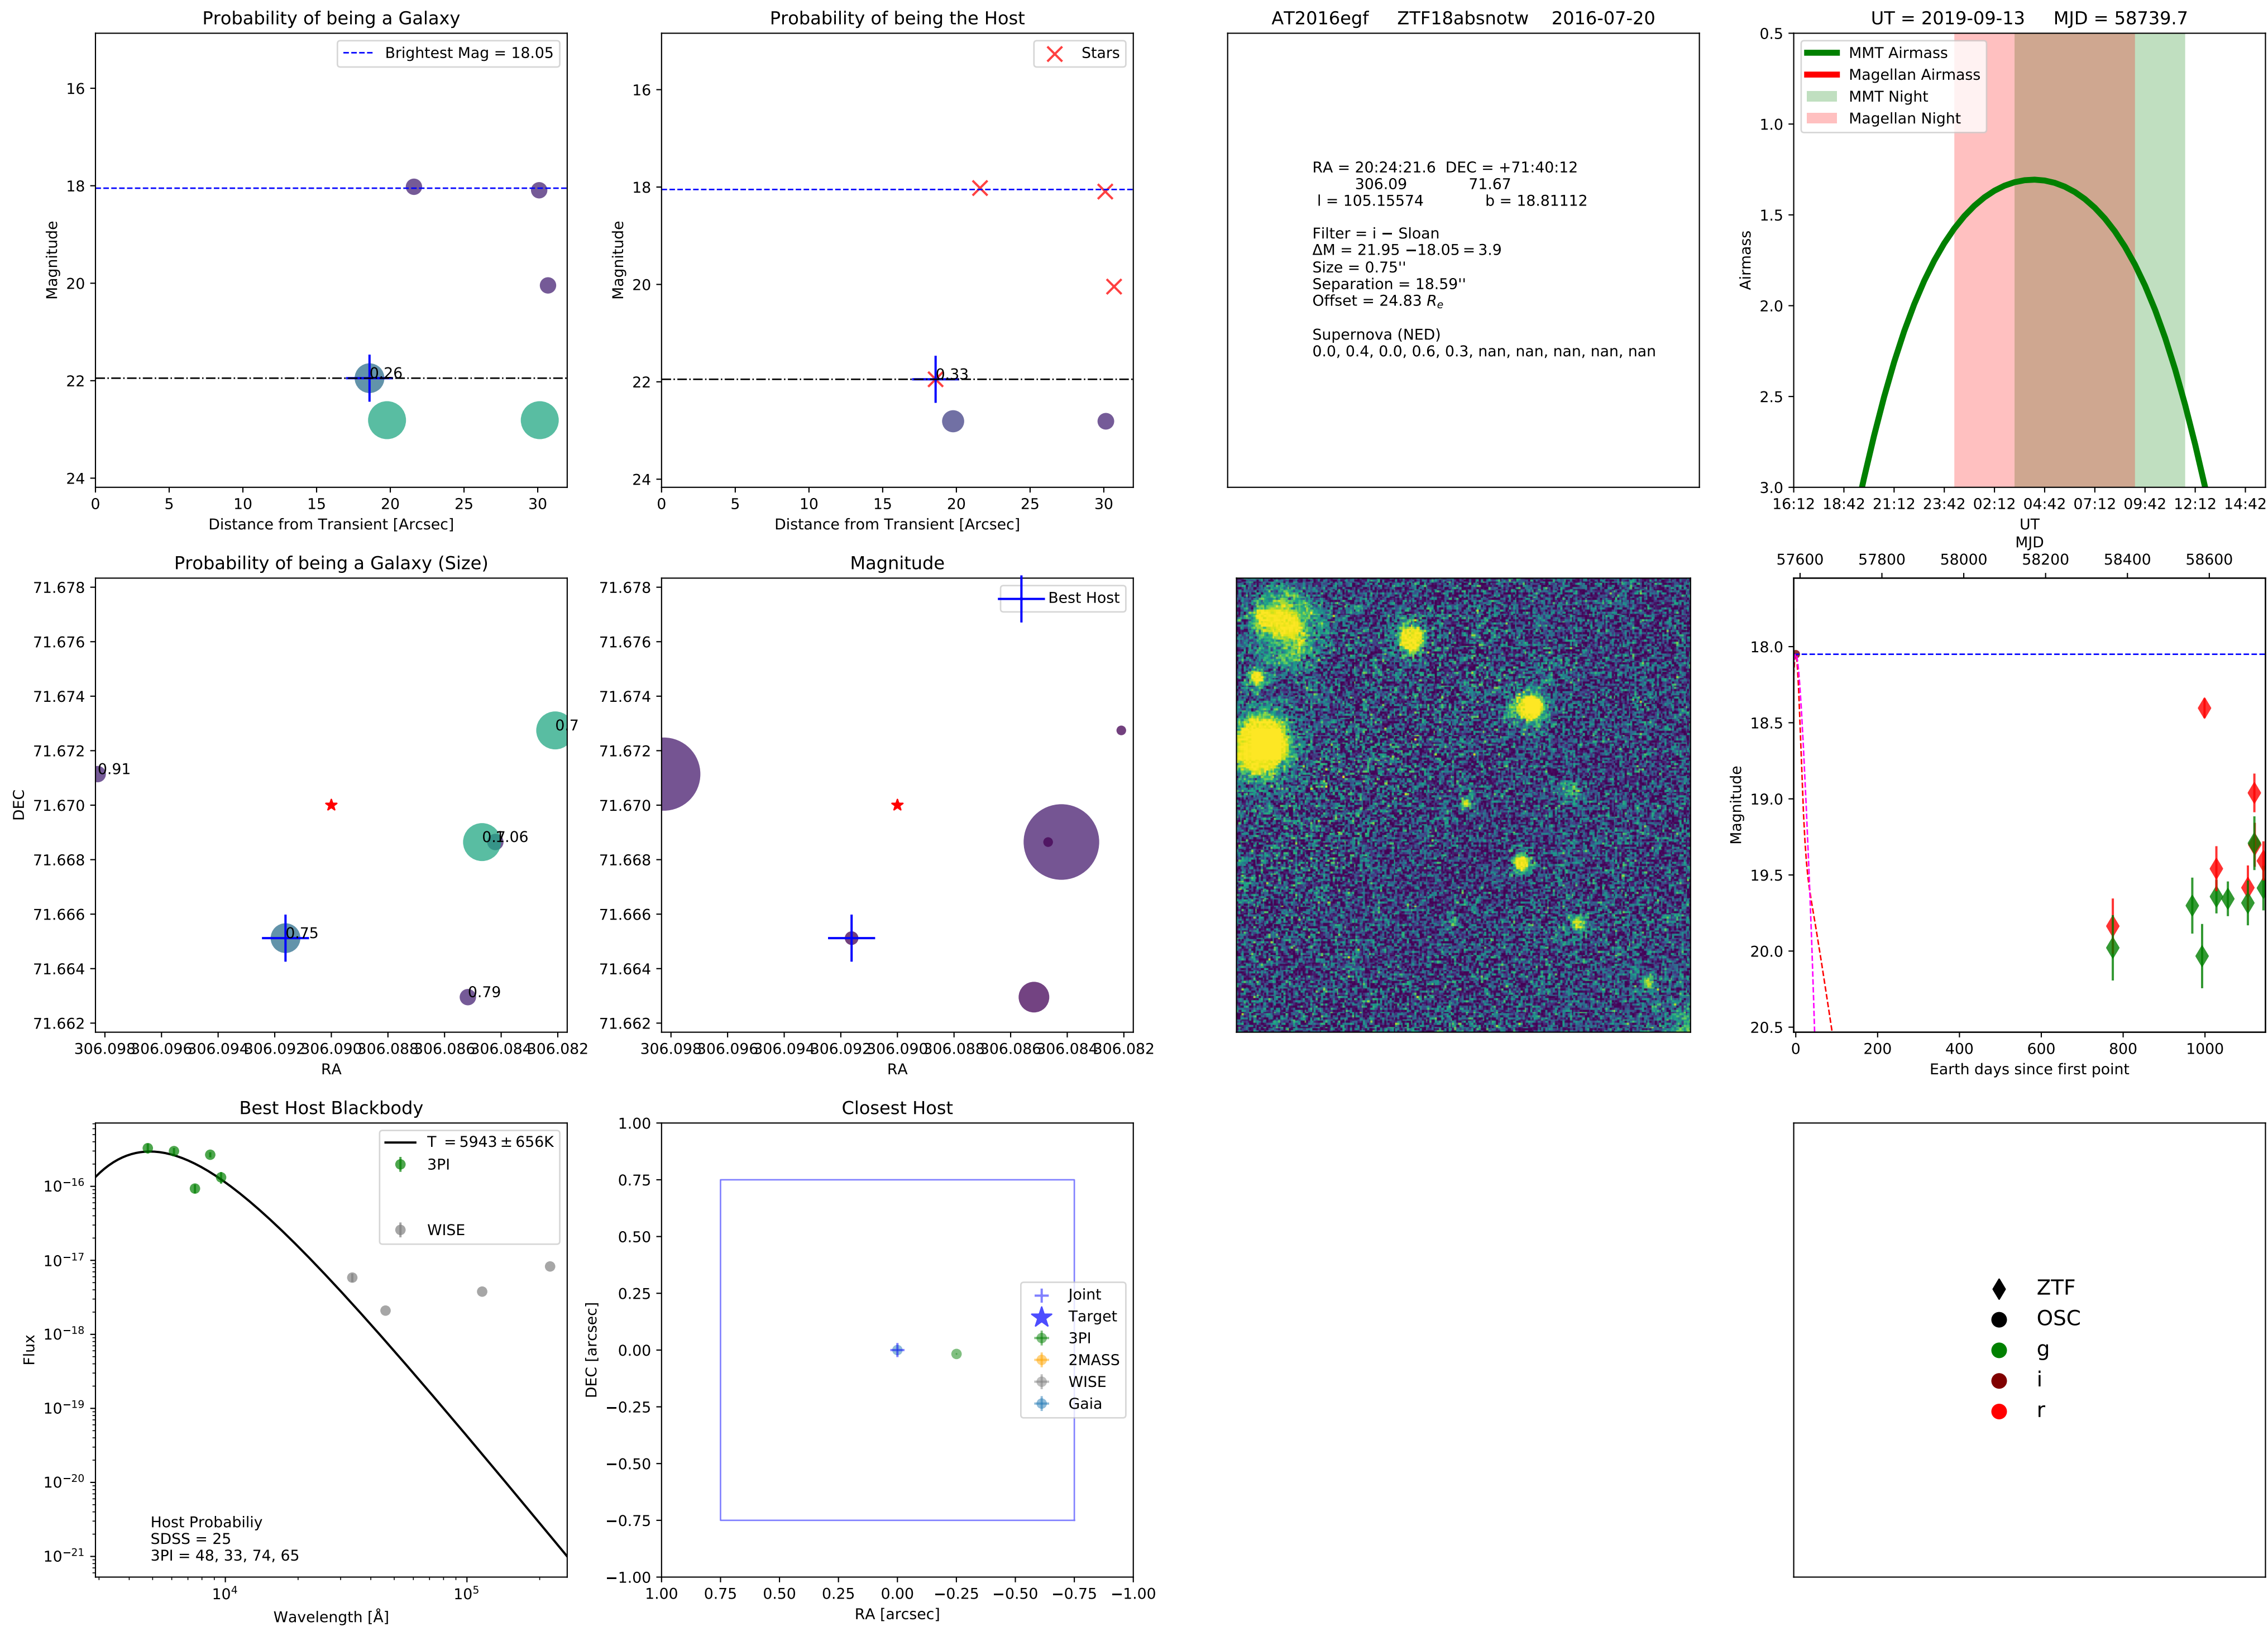 Probability of being a Galaxy
Brightest Mag = 18.05
16
18
20
22
24
Magnitude
0.26
0 5 10 15 20 25 30
Distance from Transient [Arcsec]
Probability of being the Host
Stars
16
18
20
22
24
Magnitude
0.33
0 5 10 15 20 25 30
Distance from Transient [Arcsec]
AT2016egf ZTF18absnotw 2016-07-20
RA = 20:24:21.6 DEC = +71:40:12
306.09 71.67
l = 105.15574 b = 18.81112
Filter = i − Sloan
ΔM = 21.95 −18.05 = 3.9
Size = 0.75''
Separation = 18.59''
Offset = 24.83 Re
Supernova (NED)
0.0, 0.4, 0.0, 0.6, 0.3, nan, nan, nan, nan, nan
UT = 2019-09-13 MJD = 58739.7
MMT Airmass
Magellan Airmass
MMT Night
Magellan Night
0.5
1.0
1.5
2.0
2.5
3.0
Airmass
16:12 18:42 21:12 23:42 02:12 04:42 07:12 09:42 12:12 14:42
UT
Probability of being a Galaxy (Size)
71.678
71.676
71.674
71.672
71.670
71.668
71.666
71.664
71.662
DEC
0.7
0.91
0.75
0.79
306.098 306.096 306.094 306.092 306.090 306.088 306.086 306.084 306.082
RA
Magnitude
Best Host
71.678
71.676
71.674
71.672
71.670
71.668
71.666
71.664
71.662
306.098 306.096 306.094 306.092 306.090 306.088 306.086 306.084 306.082
RA
MJD
57600 57800 58000 58200 58400 58600
18.0
18.5
19.0
19.5
20.0
20.5
Magnitude
0 200 400 600 800 1000
Earth days since first point
Best Host Blackbody
T = 5943 ± 656K
3PI
WISE
10−16
10−17
10−18
10−19
10−20
10−21
Flux
Host Probabiliy
SDSS = 25
3PI = 48, 33, 74, 65
104 105
Wavelength [Å]
Closest Host
1.00
0.75
0.50
0.25
0.00
−0.25
−0.50
−0.75
−1.00
DEC [arcsec]
Joint
Target
3PI
2MASS
WISE
Gaia
1.00 0.75 0.50 0.25 0.00 −0.25 −0.50 −0.75 −1.00
RA [arcsec]
ZTF
OSC
g
i
r